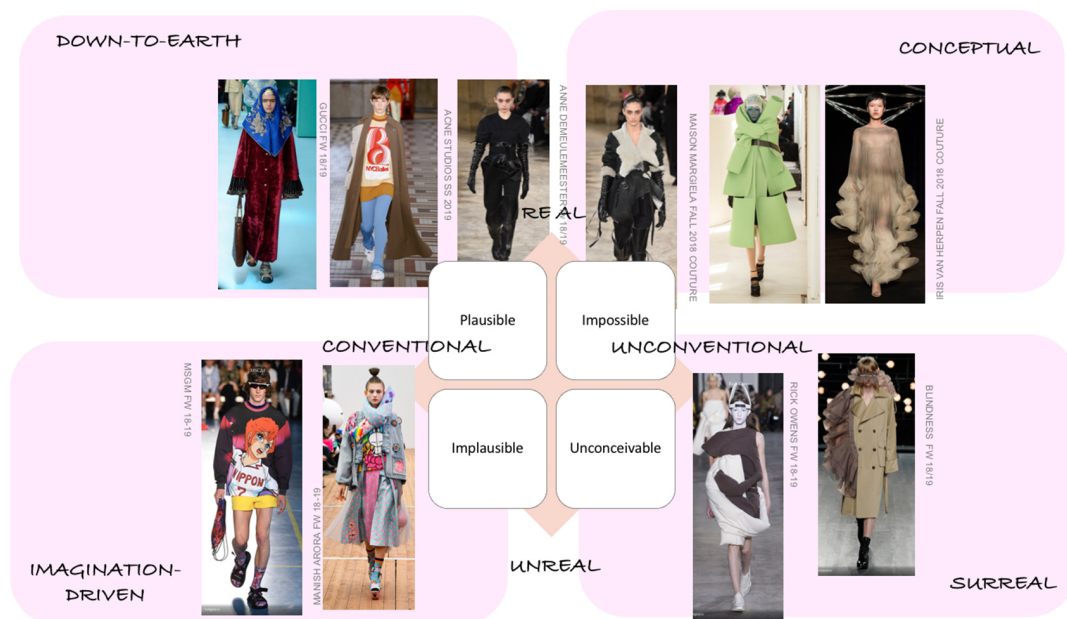 DOWN-TO-EARTH
CONCEPTUAL
GUCCI FW 18/19
ACNE STUDIOS SS 2019
ANNE DEMEULEMEESTER 18/19
MAISON MARGIELA FALL 2018 COUTURE
IRIS VAN HERPEN FALL 2018 COUTURE
REAL
Plausible
Impossible
CONVENTIONAL
UNCONVENTIONAL
MSGM FW 18-19
NIPPON
MANISH ARORA FW 18-19
Implausible
Unconceivable
RICK OWENS FW 18-19
BLINDNESS FW 18/19
IMAGINATION-
DRIVEN
UNREAL
SURREAL